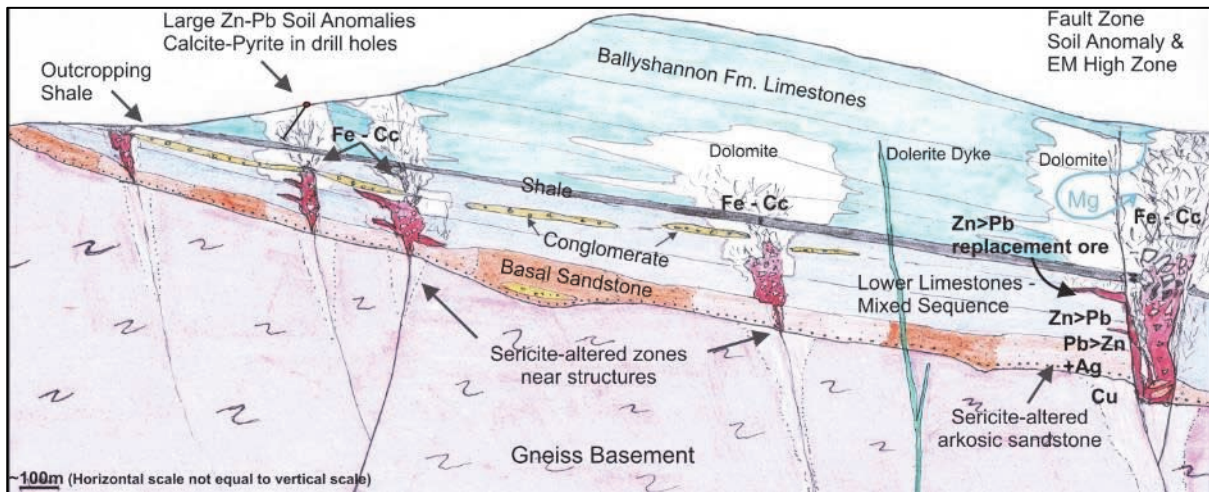 Large Zn-Pb Soil Anomalies
Calcite-Pyrite in drill holes
Fault Zone
Soil Anomaly &
EM High Zone
Outcropping
Shale
Ballyshannon Fm. Limestones
Fe - Cc
Dolomite
Dolerite Dyke
Dolomite
Mg
Shale
Fe - Cc
Fe - Cc
Zn>Pb
replacement ore
Conglomerate
Basal Sandstone
Lower Limestones -
Mixed Sequence
Zn>Pb
Pb>Zn
+Ag
Cu
Sericite-altered zones
near structures
Sericite-altered
arkosic sandstone
Gneiss Basement
~100m (Horizontal scale not equal to vertical scale)